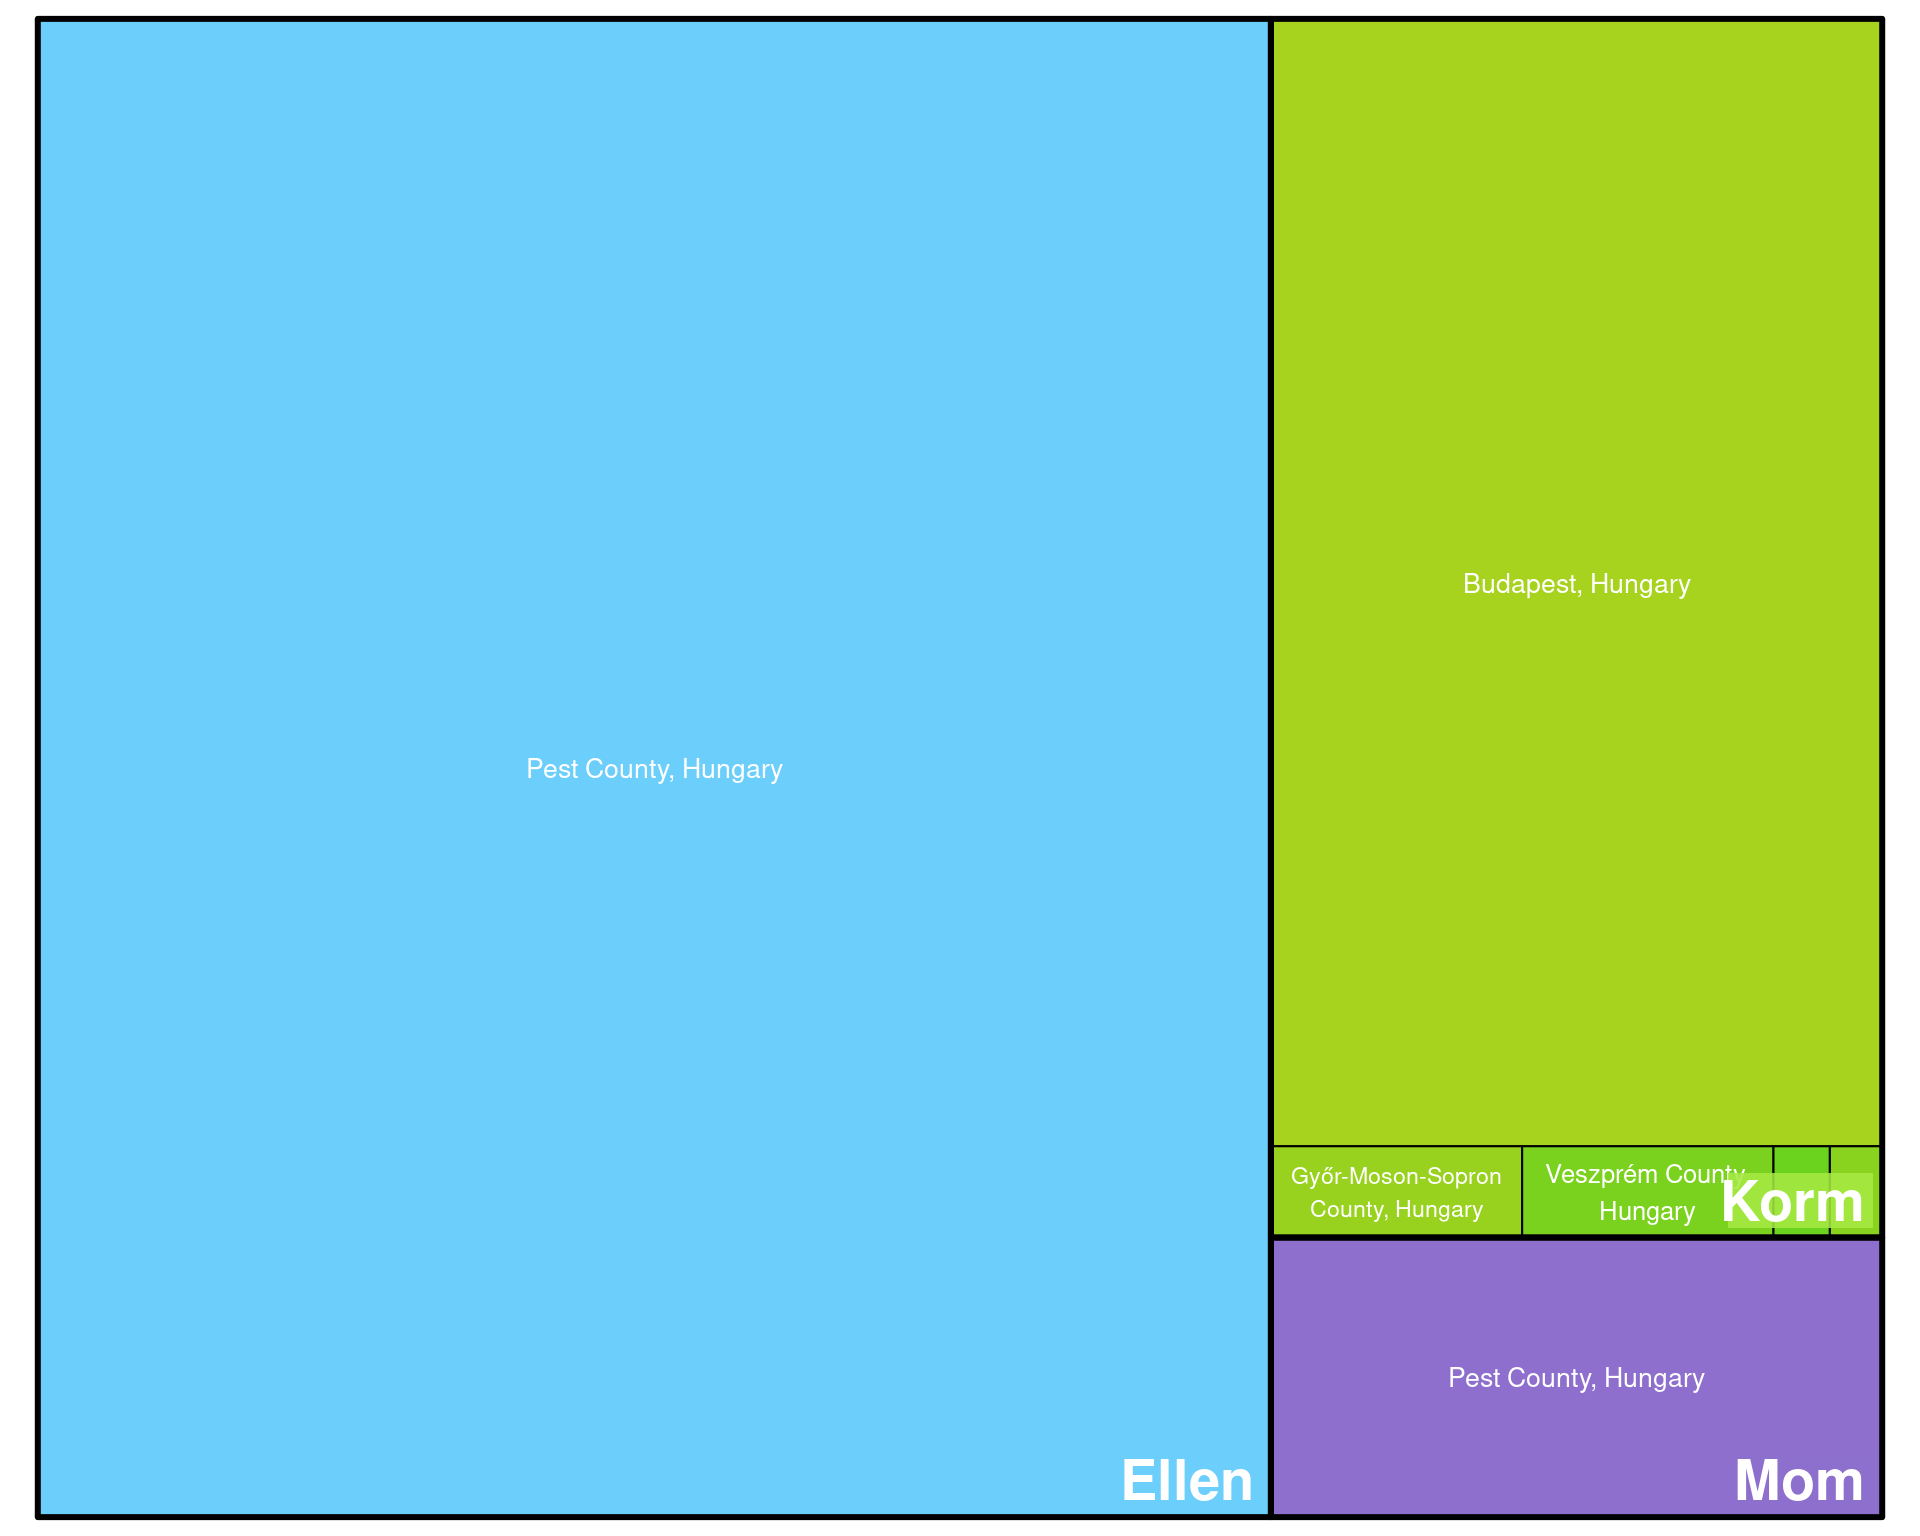 Pest County, Hungary
Ellen
Budapest, Hungary
Győr-Moson-Sopron
County, Hungary
Veszprém County
Hungary
Korm
Pest County, Hungary
Mom